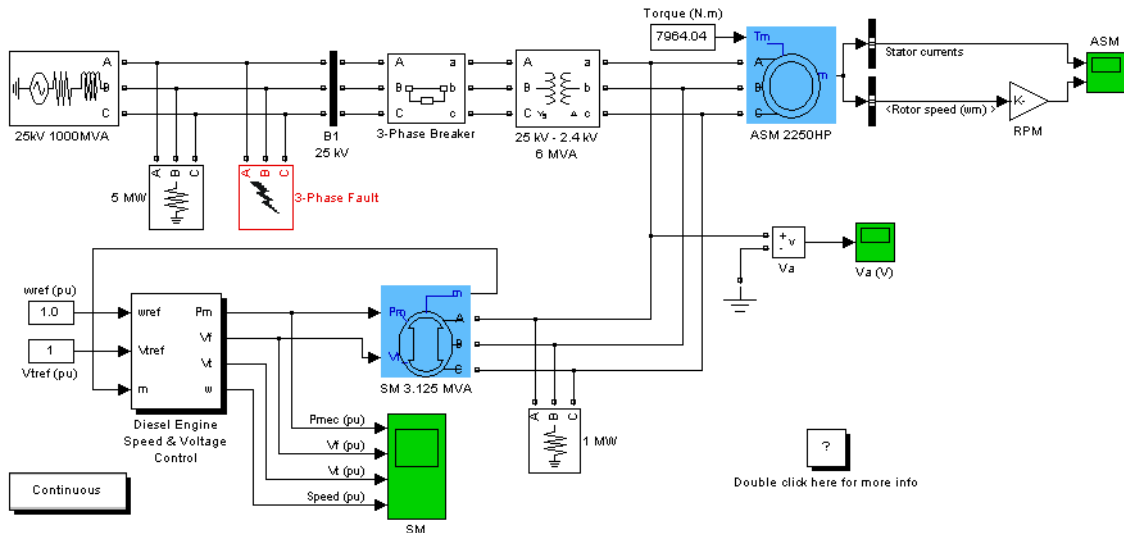 Torque (N.m)
7964.04
Tm
A
B
C
m
ASM 2250HP
Stator currents
<Rotor speed (wm) >
K-
RPM
ASM
A
B
C
25kV 1000MVA
B1
25 kV
A
B
C
a
b
c
3-Phase Breaker
A
B
C
Yg
a
b
c
25 kV - 2.4 kV
6 MVA
A B C
5 MW
A B C
3-Phase Fault
+
-
v
Va
Va (V)
wref (pu)
1.0
1
Vtref (pu)
wref
Vtref
m
Pm
Vf
Vt
w
Diesel Engine
Speed & Voltage
Control
Pm
Vf
m
A
B
C
SM 3.125 MVA
A B C
1 MW
Pmec (pu)
Vf (pu)
Vt (pu)
Speed (pu)
SM
Continuous
?
Double click here for more info